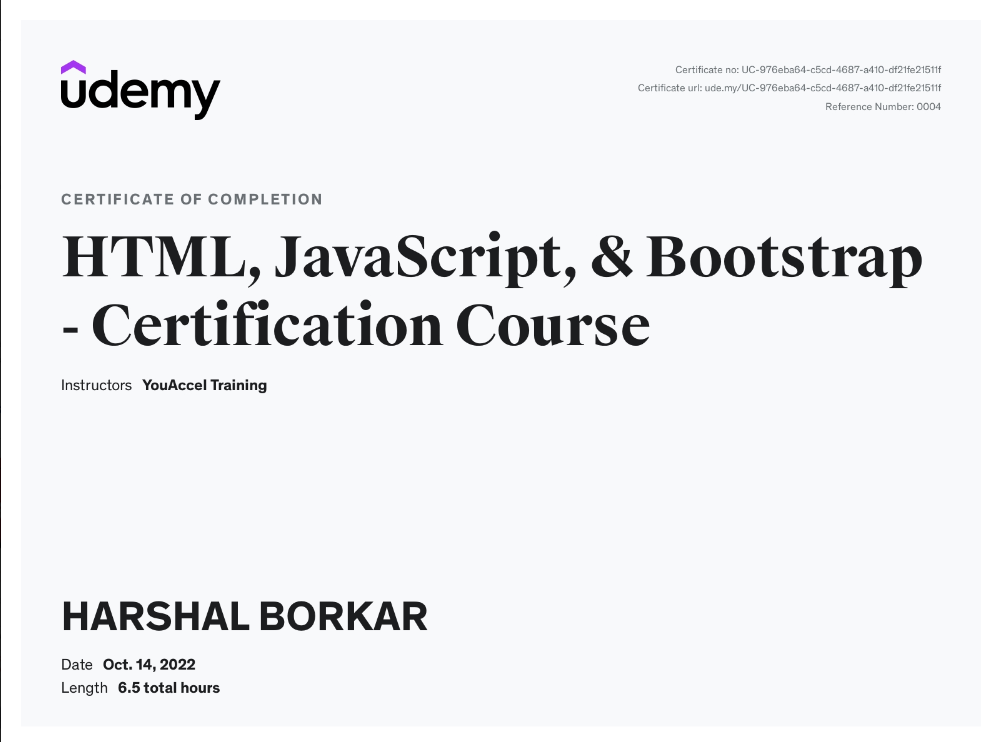 udemy
Certificate no: UC-976eba64-c5cd-4687-a410-df21fe21511f
Certificate url: ude.my/UC-976eba64-c5cd-4687-a410-df21fe21511f
Reference Number: 0004
CERTIFICATE OF COMPLETION
HTML, JavaScript, & Bootstrap
- Certification Course
Instructors YouAccel Training
HARSHAL BORKAR
Date Oct. 14, 2022
Length 6.5 total hours